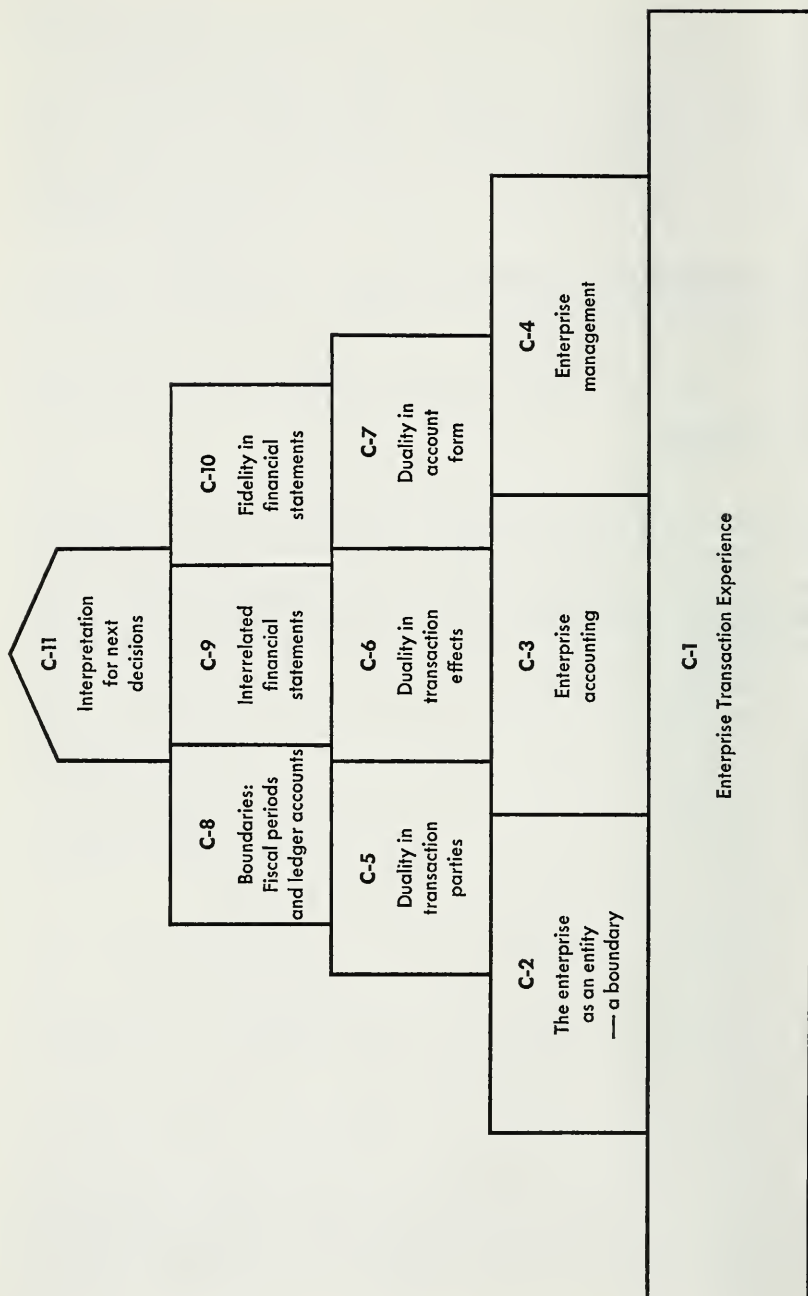 C-11
Interpretation
for next
decisions
C-8
Boundaries:
Fiscal periods
and ledger accounts
C-9
Interrelated
financial
statements
C-10
Fidelity in
financial
statements
C-5
Duality in
transaction
parties
C-6
Duality in
transaction
effects
C-7
Duality in
account
form
C-2
The enterprise
as an entity
— a boundary
C-3
Enterprise
accounting
C-4
Enterprise
management
C-1
Enterprise Transaction Experience